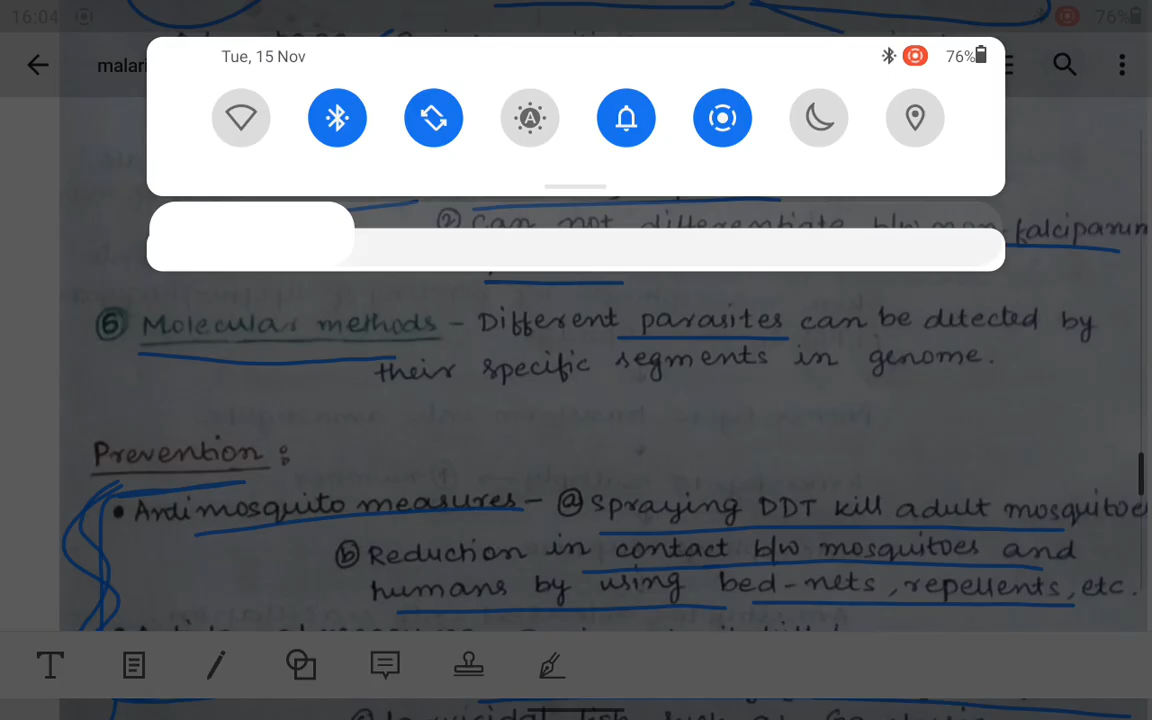 16:04
76%
Tue, 15 Nov
76%
malari
② Can not differentiate b/w non-falciparum
⑥ Molecular methods - Different parasites can be detected by
their specific segments in genome.
Prevention :
• Antimosquito measures - ⓐ Spraying DDT kill adult mosquitoe
ⓑ Reduction in contact b/w mosquitoes and
humans by using bed-nets, repellents, etc.
T